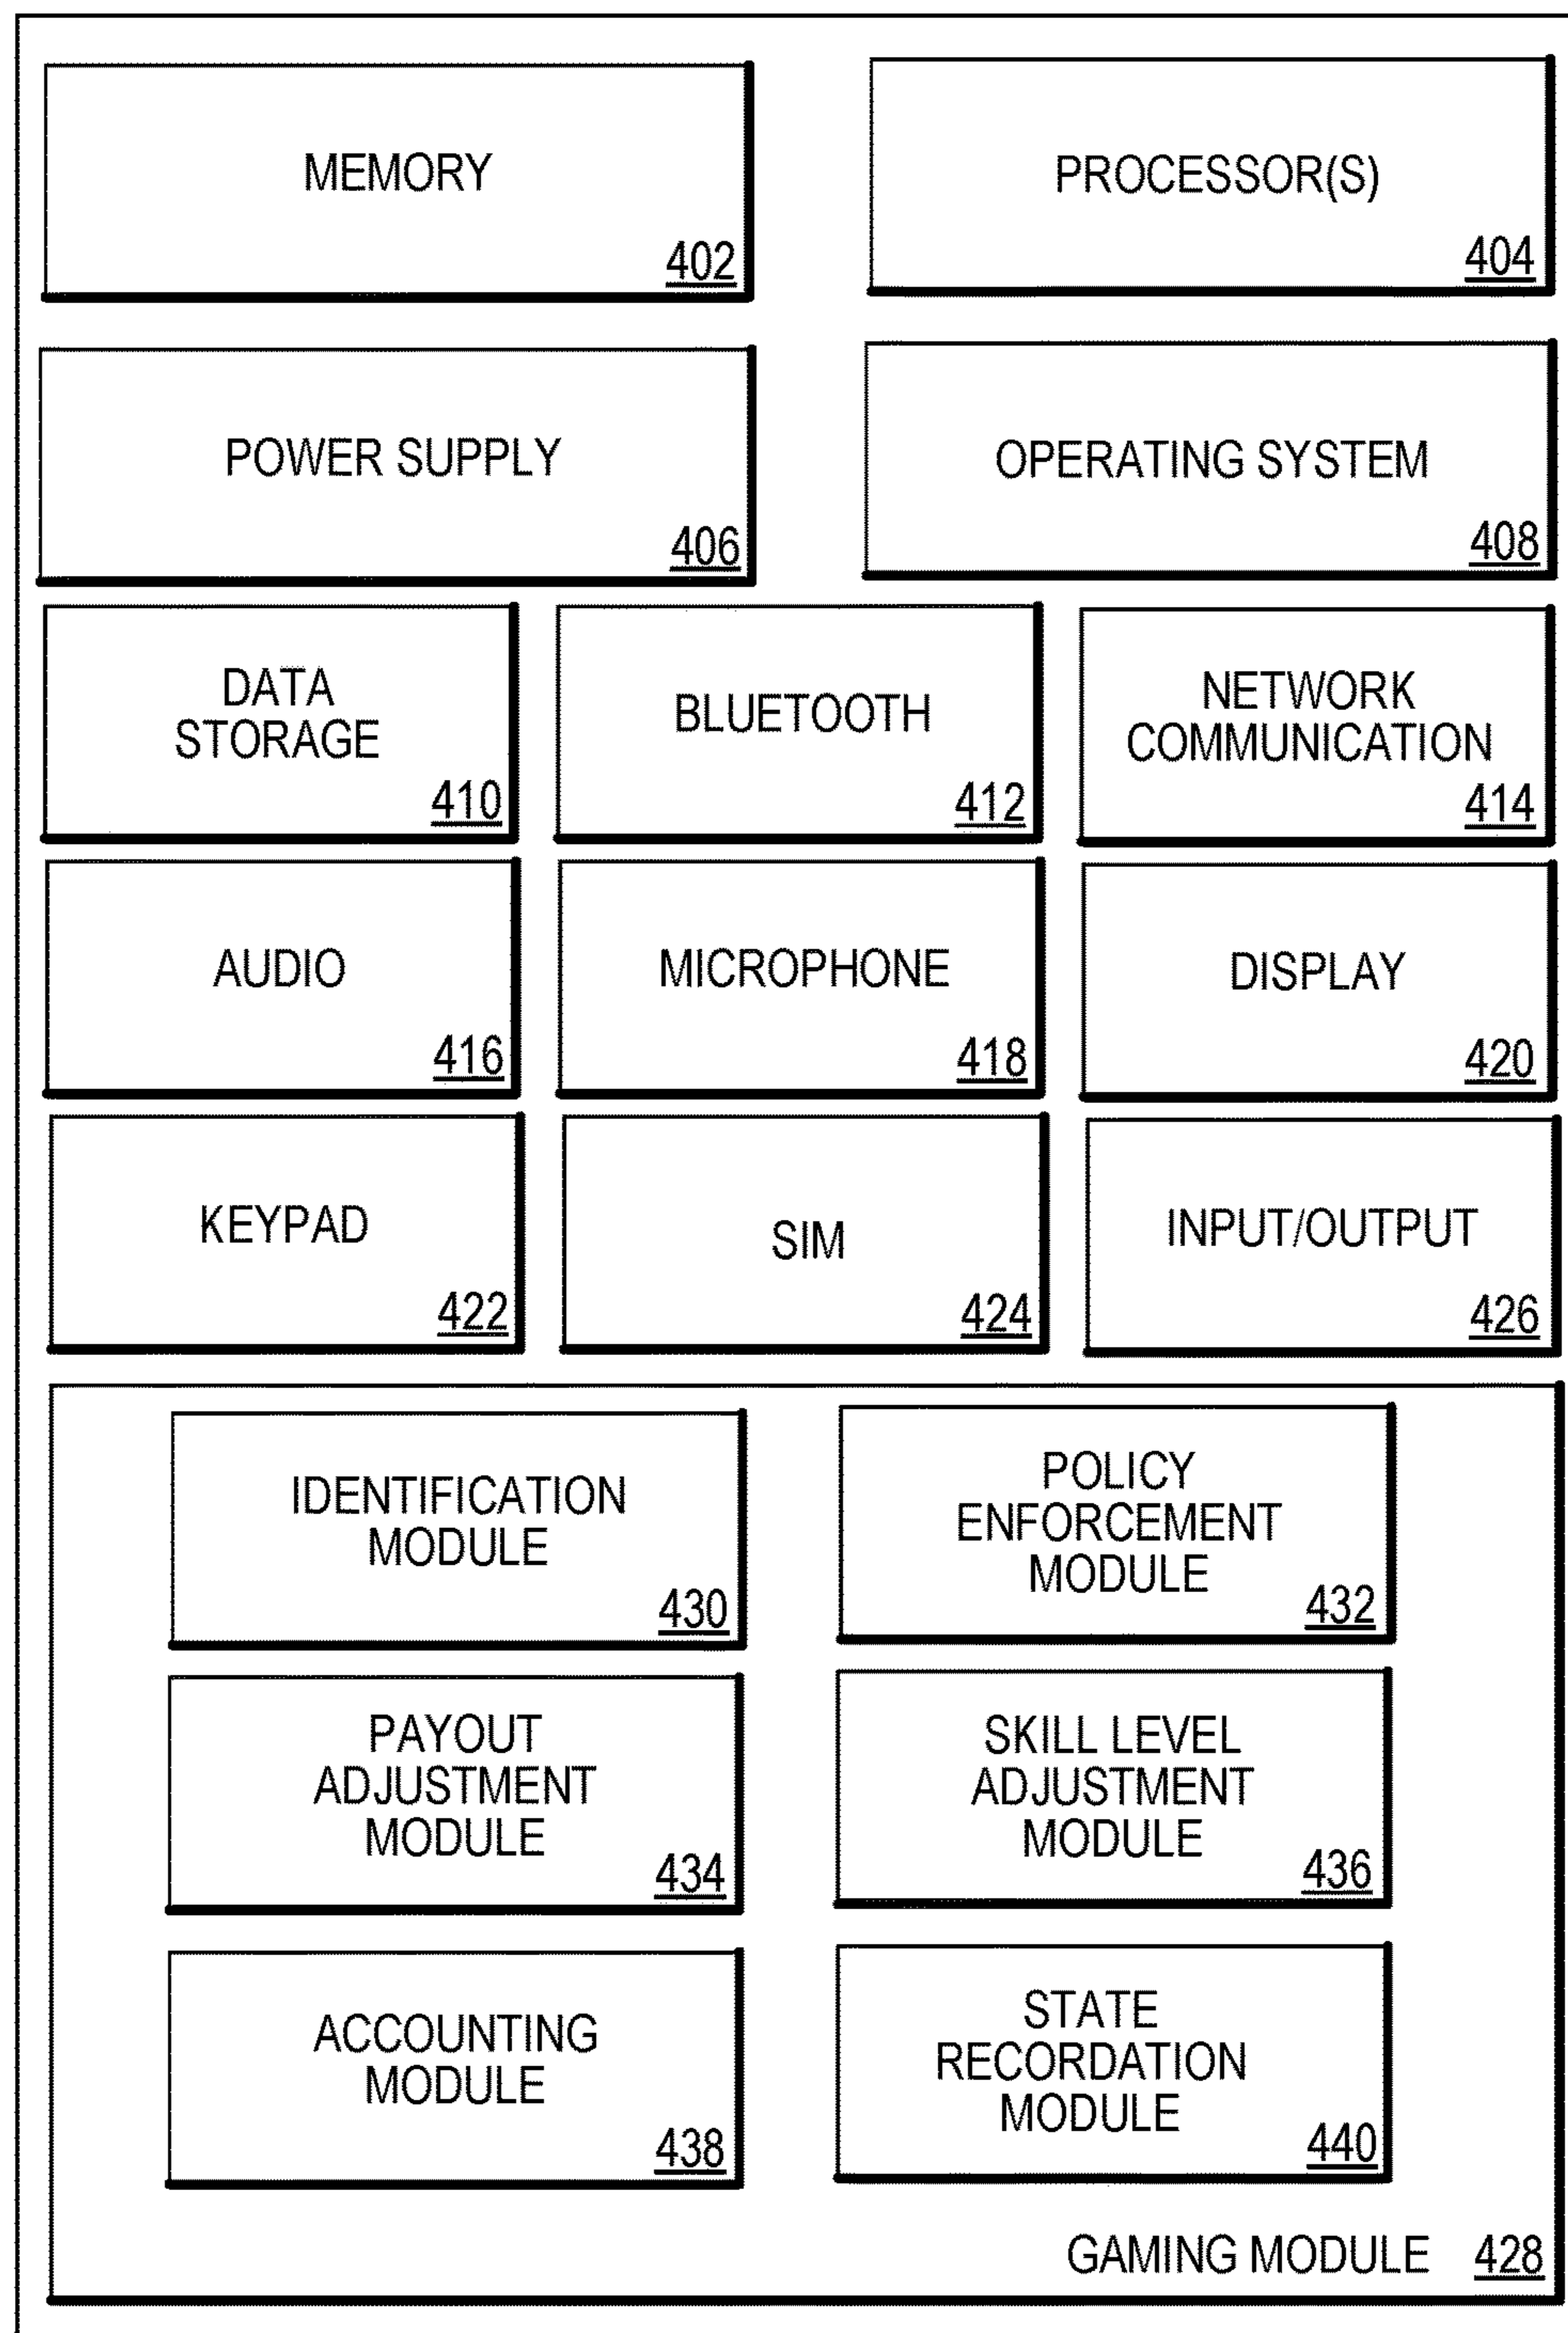 MEMORY
402
PROCESSOR(S)
404
POWER SUPPLY
406
OPERATING SYSTEM
408
DATA
STORAGE
410
BLUETOOTH
412
NETWORK
COMMUNICATION
414
AUDIO
416
MICROPHONE
418
DISPLAY
420
KEYPAD
422
SIM
424
INPUT/OUTPUT
426
IDENTIFICATION
MODULE
430
POLICY
ENFORCEMENT
MODULE
432
PAYOUT
ADJUSTMENT
MODULE
434
SKILL LEVEL
ADJUSTMENT
MODULE
436
ACCOUNTING
MODULE
438
STATE
RECORDATION
MODULE
440
GAMING MODULE 428